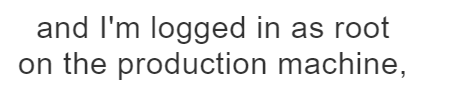 and I'm logged in as root
on the production machine,